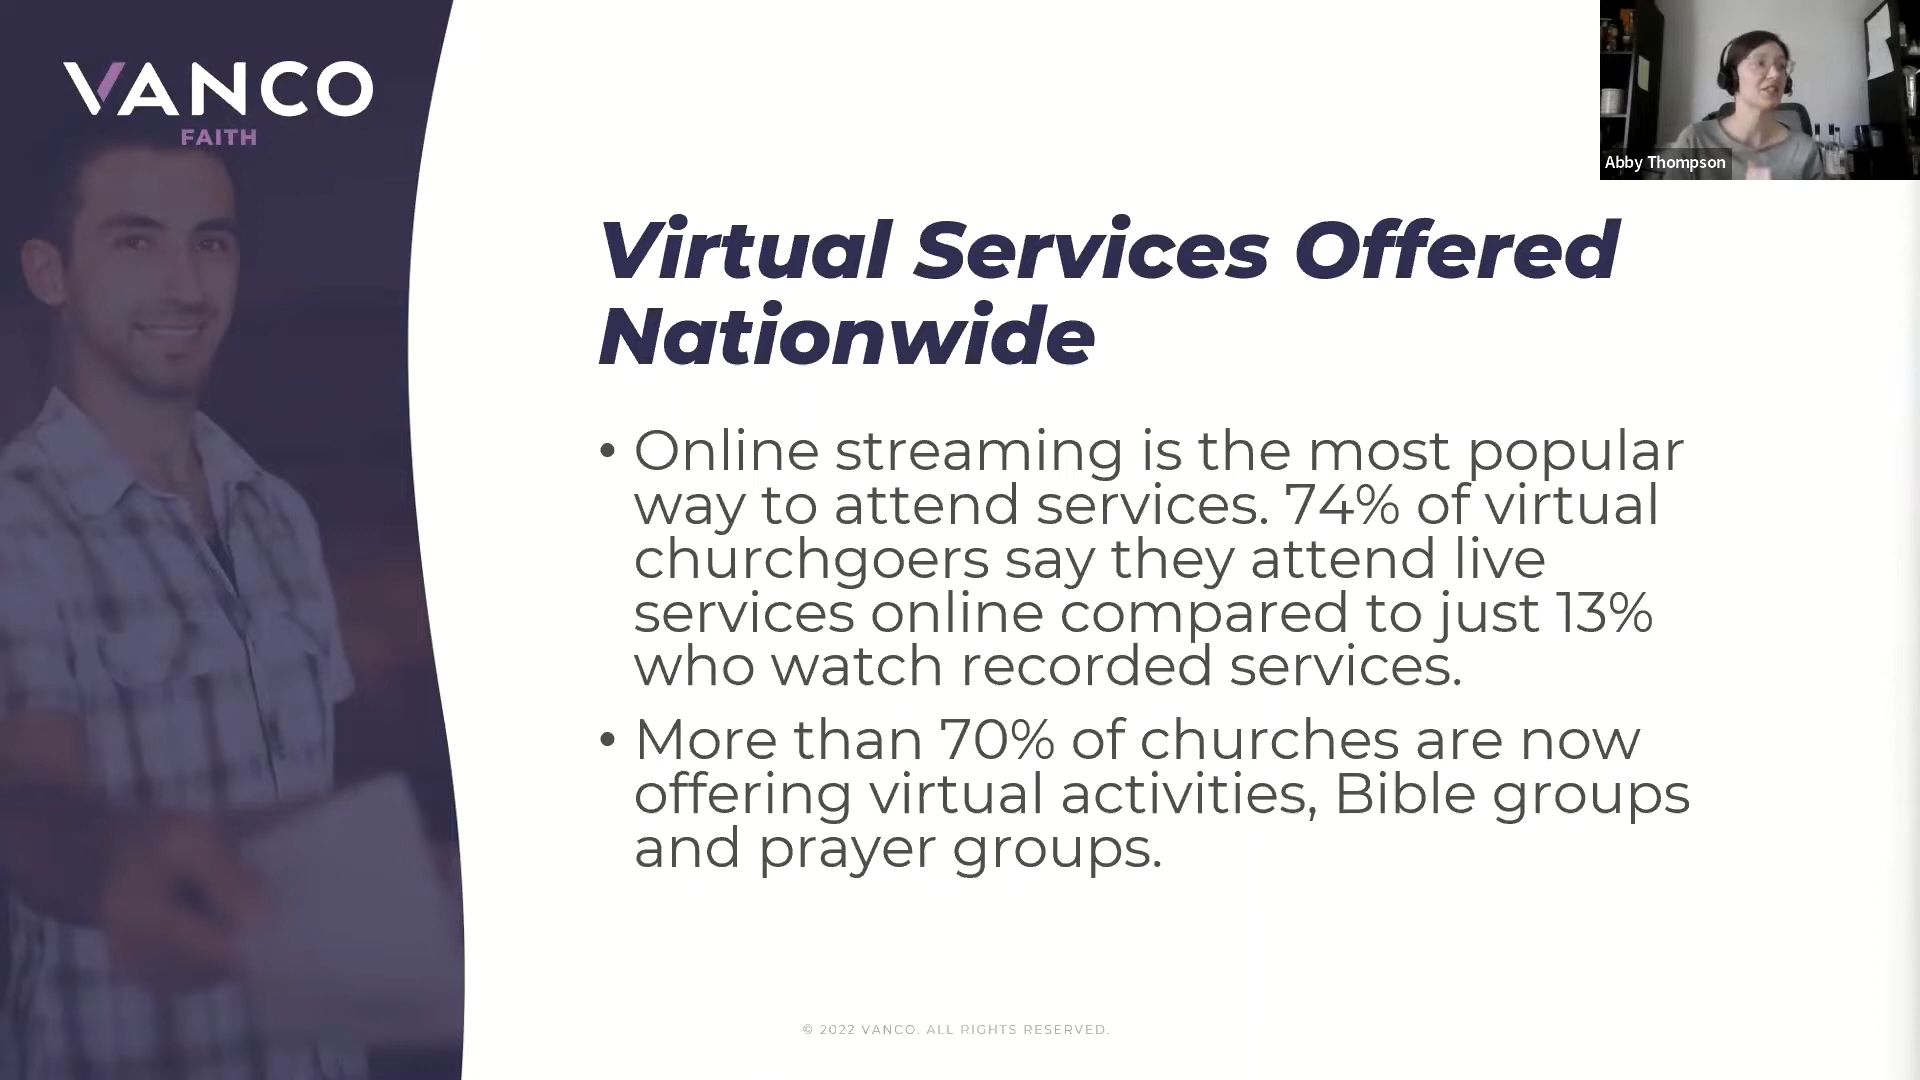 VANCO
FAITH
Abby Thompson
Virtual Services Offered
Nationwide
• Online streaming is the most popular
way to attend services. 74% of virtual
churchgoers say they attend live
services online compared to just 13%
who watch recorded services.
• More than 70% of churches are now
offering virtual activities, Bible groups
and prayer groups.
© 2022 VANCO. ALL RIGHTS RESERVED.